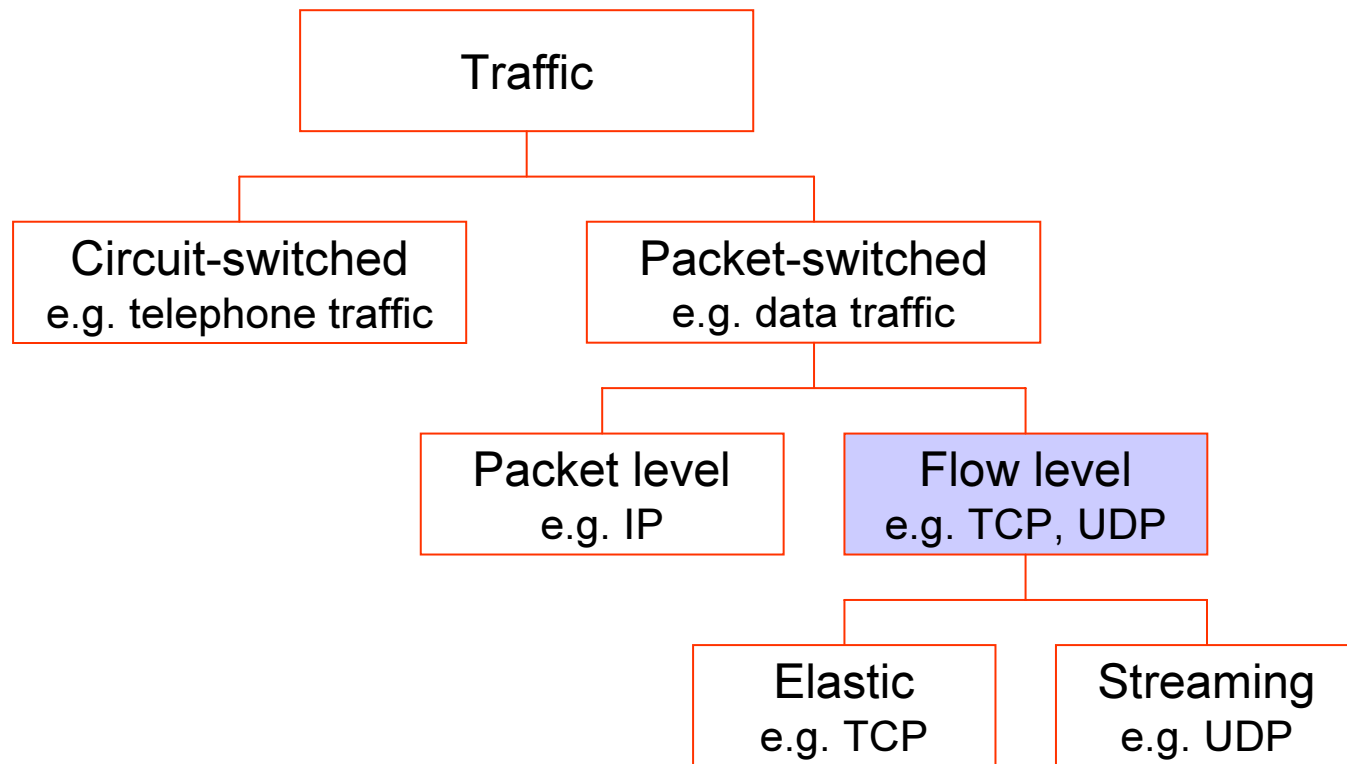 Traffic
Circuit-switched
e.g. telephone traffic
Packet-switched
e.g. data traffic
Packet level
e.g. IP
Flow level
e.g. TCP, UDP
Elastic
e.g. TCP
Streaming
e.g. UDP